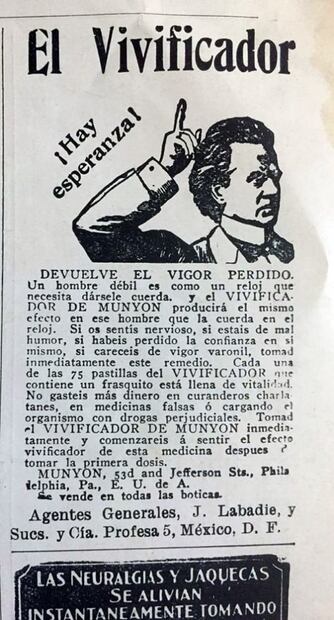 El Vivificador
¡Hay
esperanza!
DEVUELVE EL VIGOR PERDIDO.
Un hombre débil es como un reloj que
necesita dársele cuerda. y el VIVIFICA-
DOR DE MUNYON producirá el mismo
efecto en ese hombre que la cuerda en el
reloj. Si os sentís nervioso, si estais de mal
humor, si habeis perdido la confianza en si
mismo, si careceis de vigor varonil, tomad
inmediatamente este remedio. Cada una
de las 75 pastillas del VIVIFICADOR que
contiene un frasquito está llena de vitalidad.
No gasteis más dinero en curanderos charla-
tanes, en medicinas falsas ó cargando el
organismo con drogas perjudiciales. Tomad
el VIVIFICADOR DE MUNYON inmedia-
tamente y comenzareis á sentir el efecto
vivificador de esta medicina despues d
tomar la primera dosis.
MUNYON, 53d and Jefferson Sts., Phila
delphia, Pa., E. U. de A.
Se vende en todas las boticas.
Agentes Generales, J. Labadie, y
Sucs. y Cía. Profesa 5, México, D. F.
LAS NEURALGIAS Y JAQUECAS
SE ALIVIAN
INSTANTANEAMENTE TOMANDO